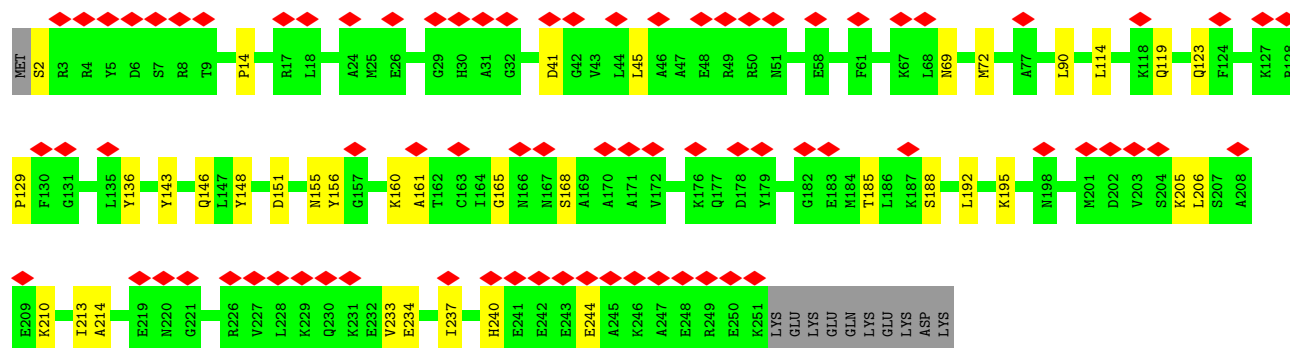 MET S2 R3 R4 Y5 D6 S7 R8 T9 P14 R17 L18 A24 M25 E26 G29 H30 A31 G32 D41 G42 V43 L44 L45 A46 A47 E48 R49 R50 N51 E58 F61 K67 L68 N69 M72 A77 L90 L114 K118 Q119 Q123 F124 K127
P129 F130 G131 L135 Y136 Y143 Q146 L147 Y148 D151 N155 Y156 G157 K160 A161 T162 C163 I164 G165 N166 N167 S168 A169 A170 A171 V172 K176 Q177 D178 Y179 G182 E183 M184 T185 L186 K187 S188 L192 K195 N198 M201 D202 V203 S204 K205 L206 S207 A208
E209 K210 I213 A214 E219 N220 G221 R226 V227 L228 K229 Q230 K231 E232 V233 E234 I237 H240 E241 E242 E243 E244 A245 K246 A247 E248 R249 E250 K251 LYS GLU LYS GLU GLN LYS GLU LYS ASP LYS